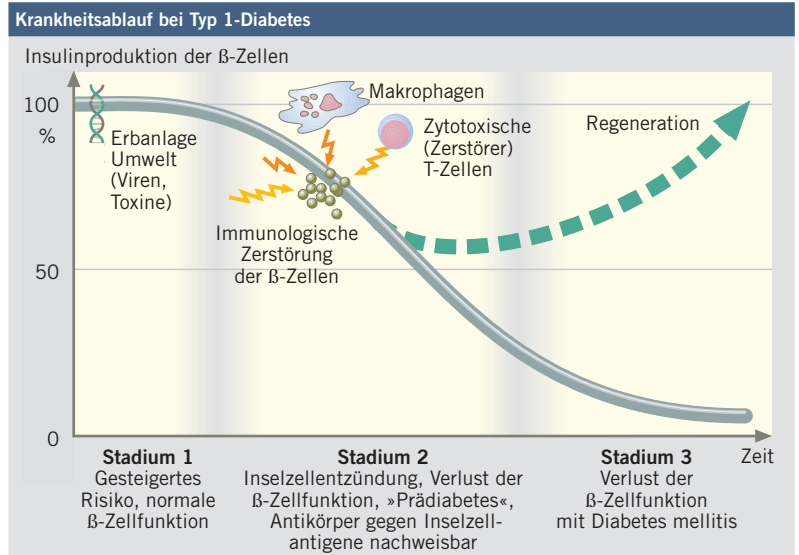 Krankheitsablauf bei Typ 1-Diabetes
Insulinproduktion der ß-Zellen
100
%
50
0
Erbanlage
Umwelt
(Viren,
Toxine)
Makrophagen
Zytotoxische
(Zerstörer)
T-Zellen
Regeneration
Immunologische
Zerstörung
der ß-Zellen
Zeit
Stadium 1
Gesteigertes
Risiko, normale
ß-Zellfunktion
Stadium 2
Inselzellentzündung, Verlust der
ß-Zellfunktion, »Prädiabetes«,
Antikörper gegen Inselzell-
antigene nachweisbar
Stadium 3
Verlust der
ß-Zellfunktion
mit Diabetes mellitis